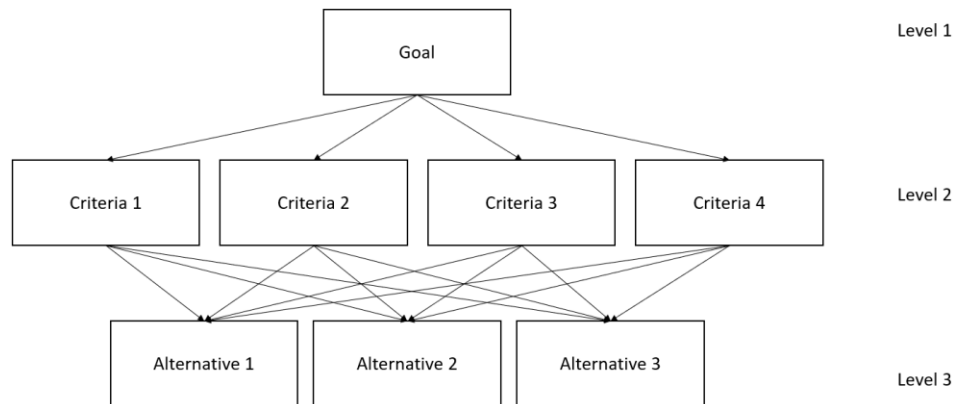 Goal
Level 1
Criteria 1
Criteria 2
Criteria 3
Criteria 4
Level 2
Alternative 1
Alternative 2
Alternative 3
Level 3